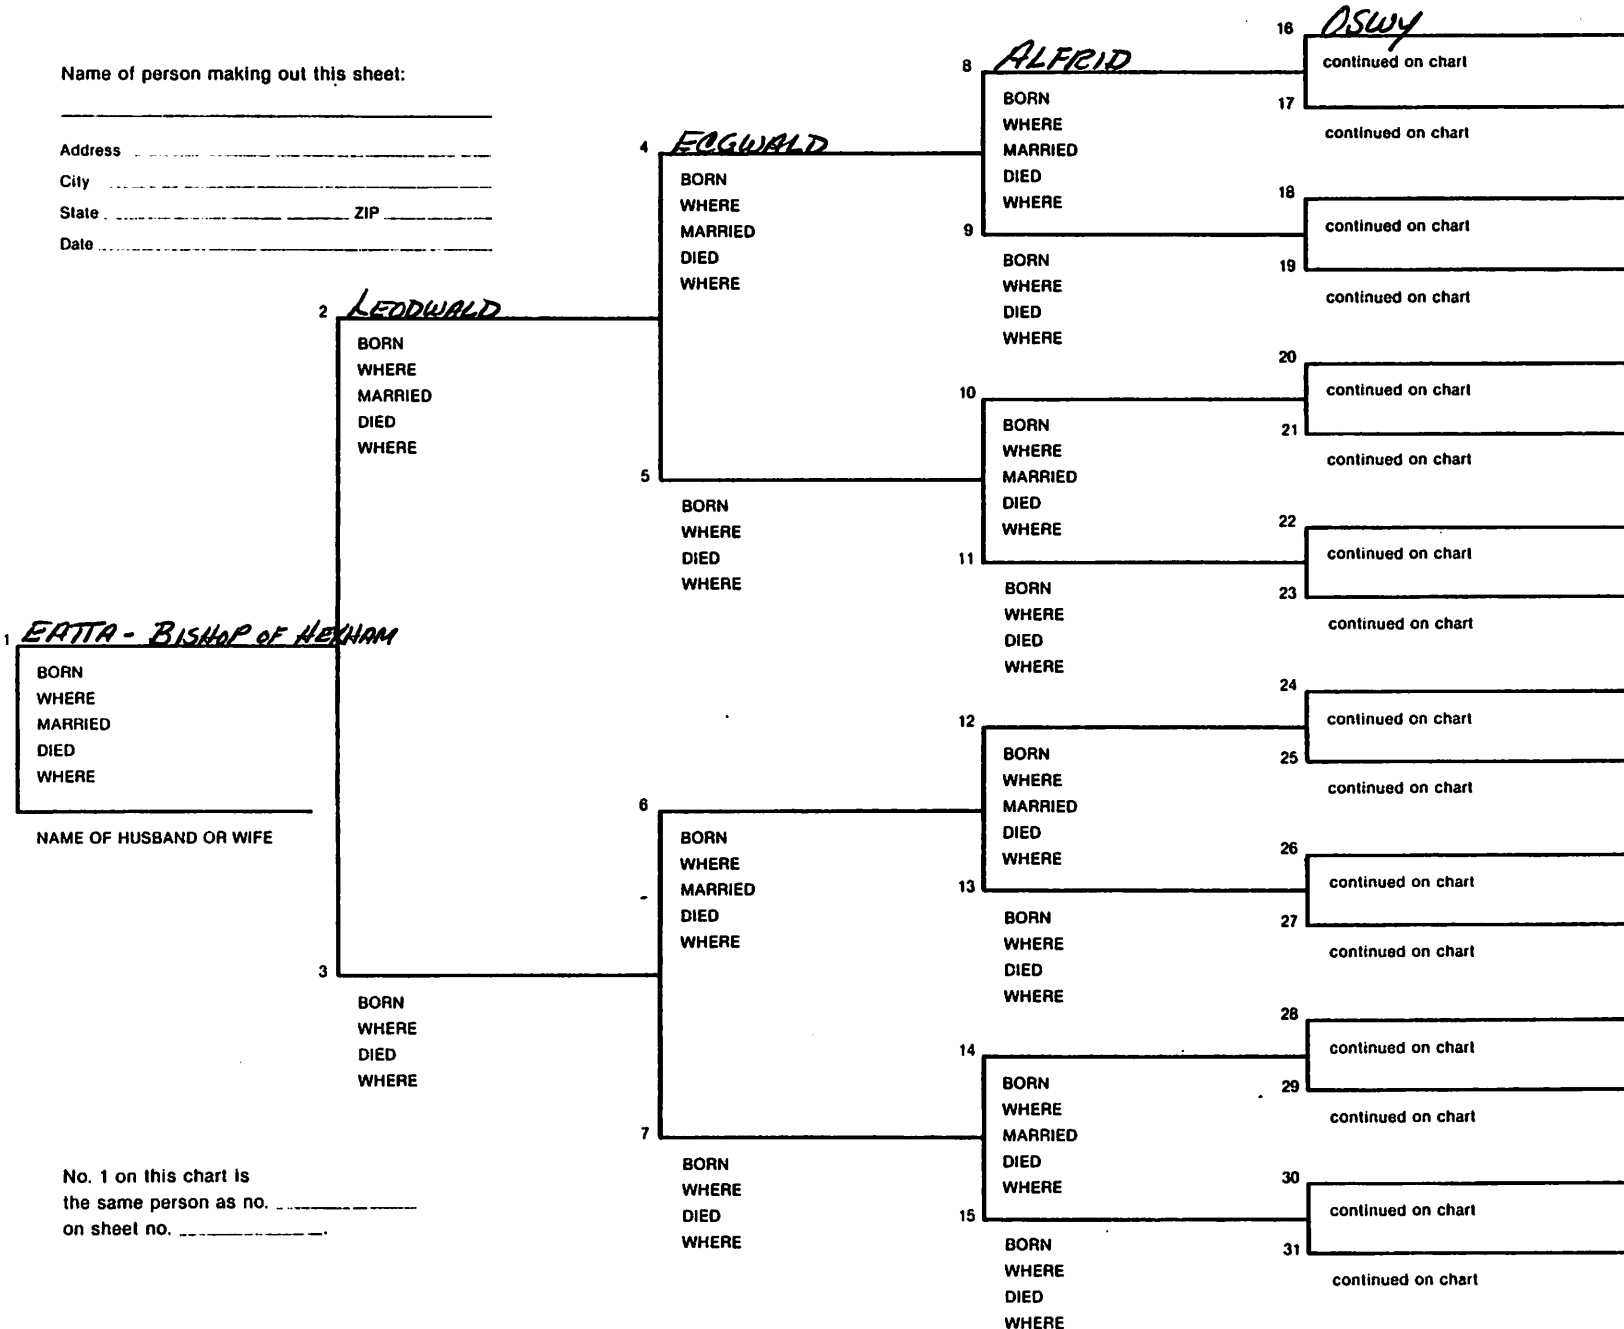 Name of person making out this sheet:
Address
City
State ZIP
Date
1 EATTA - BISHOP OF HEXHAM
BORN
WHERE
MARRIED
DIED
WHERE
NAME OF HUSBAND OR WIFE
No. 1 on this chart is
the same person as no.
on sheet no. .
2 LEODWALD
BORN
WHERE
MARRIED
DIED
WHERE
3
BORN
WHERE
DIED
WHERE
4 ECGWALD
BORN
WHERE
MARRIED
DIED
WHERE
5
BORN
WHERE
DIED
WHERE
6
BORN
WHERE
MARRIED
DIED
WHERE
7
BORN
WHERE
DIED
WHERE
8 ALFRID
BORN
WHERE
MARRIED
DIED
WHERE
9
BORN
WHERE
DIED
WHERE
10
BORN
WHERE
MARRIED
DIED
WHERE
11
BORN
WHERE
DIED
WHERE
12
BORN
WHERE
MARRIED
DIED
WHERE
13
BORN
WHERE
DIED
WHERE
14
BORN
WHERE
MARRIED
DIED
WHERE
15
BORN
WHERE
DIED
WHERE
16 OSWY
continued on chart
17
continued on chart
18
continued on chart
19
continued on chart
20
continued on chart
21
continued on chart
22
continued on chart
23
continued on chart
24
continued on chart
25
continued on chart
26
continued on chart
27
continued on chart
28
continued on chart
29
continued on chart
30
continued on chart
31
continued on chart